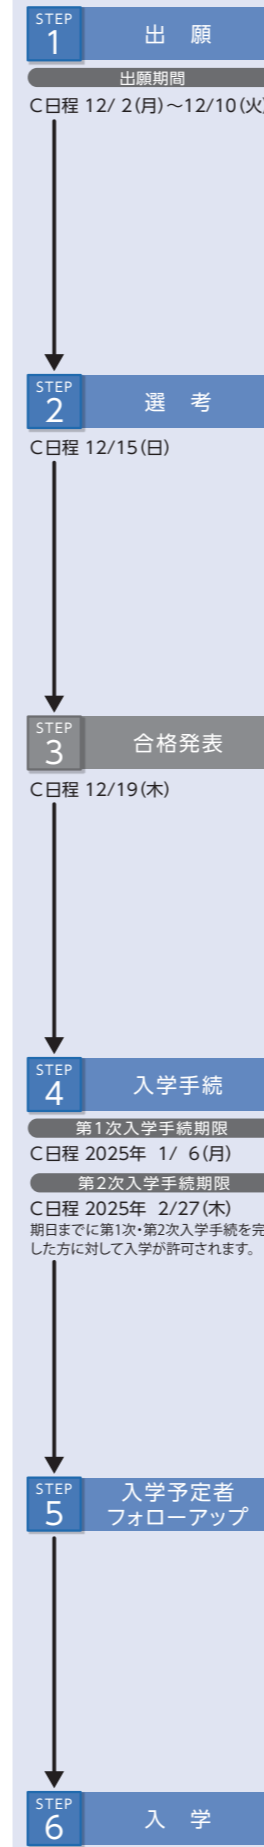 STEP
1
出　願
出願期間
C日程 12/ 2(月)～12/10(火)
STEP
2
選　考
C日程 12/15(日)
STEP
3
合格発表
C日程 12/19(木)
STEP
4
入学手続
第1次入学手続期限
C日程 2025年 1/ 6(月)
第2次入学手続期限
C日程 2025年 2/27(木)
期日までに第1次・第2次入学手続を完
した方に対して入学が許可されます。
STEP
5
入学予定者
フォローアップ
STEP
6
入　学